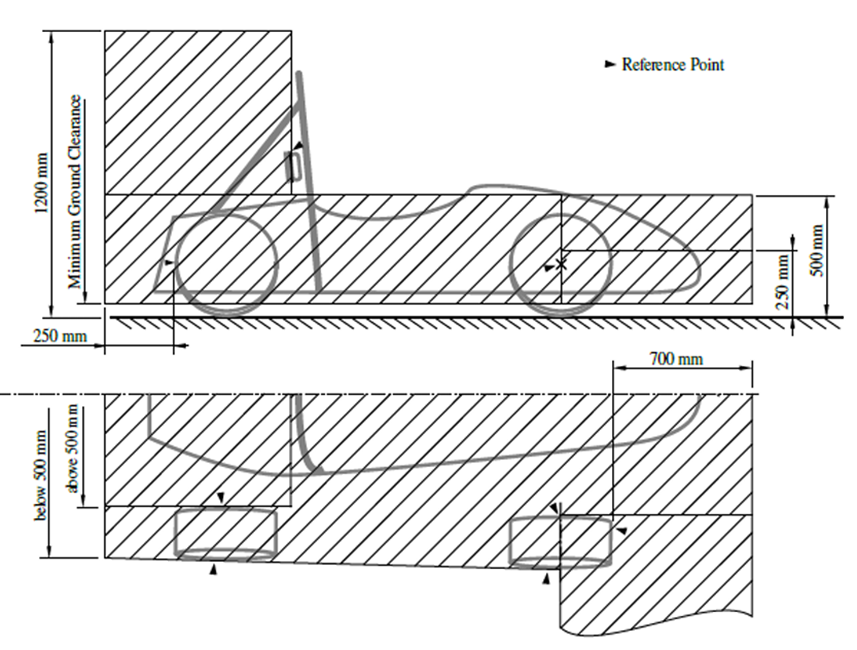 Reference Point
1200 mm
Minimum Ground Clearance
500 mm
250 mm
250 mm
700 mm
below 500 mm
above 500 mm